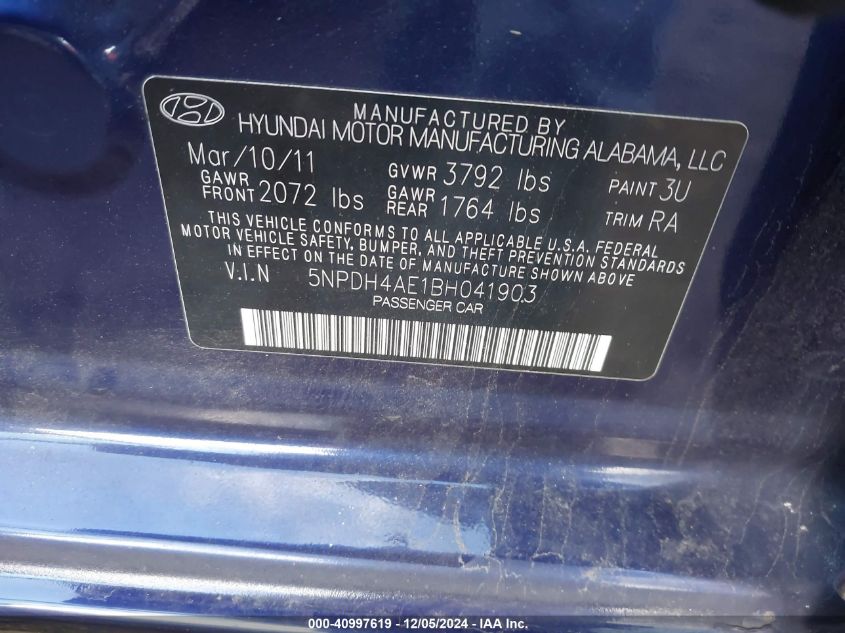 MANUFACTURED BY
HYUNDAI MOTOR MANUFACTURING ALABAMA, LLC
Mar/10/11 GVWR 3792 lbs PAINT 3U
GAWR FRONT 2072 lbs GAWR REAR 1764 lbs TRIM RA
THIS VEHICLE CONFORMS TO ALL APPLICABLE U.S.A. FEDERAL
MOTOR VEHICLE SAFETY, BUMPER, AND THEFT PREVENTION STANDARDS
IN EFFECT ON THE DATE OF MANUFACTURE SHOWN ABOVE
V.I.N 5NPDH4AE1BH041903
PASSENGER CAR
000-40997619 - 12/05/2024 - IAA Inc.